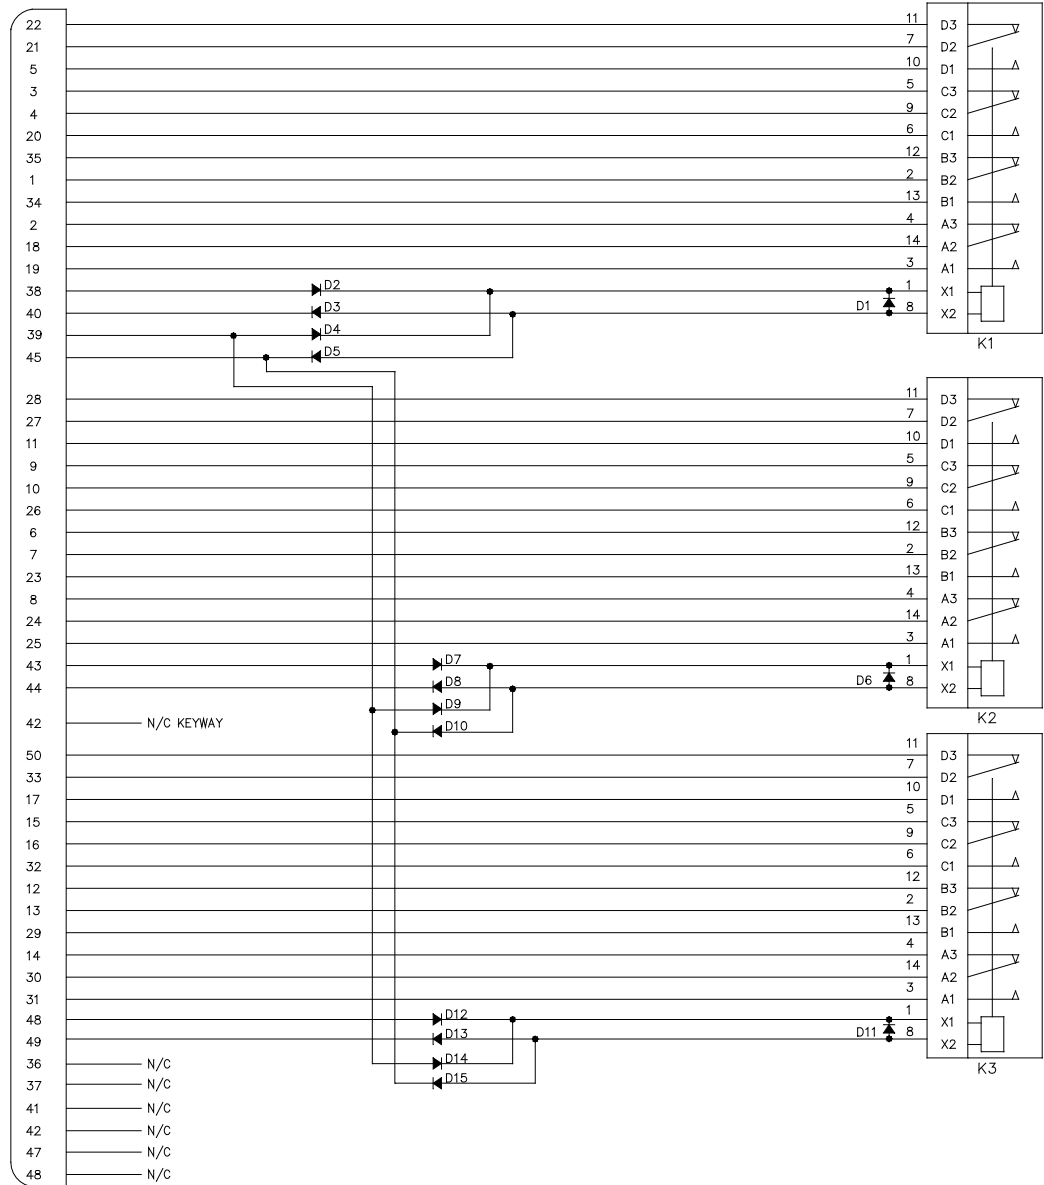 22 11 D3
21 7 D2
5 10 D1
3 5 C3
4 9 C2
20 6 C1
35 12 B3
1 2 B2
34 13 B1
2 4 A3
18 14 A2
19 3 A1
38 D2 1 X1
40 D3 D1 8 X2
39 D4
K1
45 D5
28 11 D3
27 7 D2
11 10 D1
9 5 C3
10 9 C2
26 6 C1
6 12 B3
7 2 B2
23 13 B1
8 4 A3
24 14 A2
25 3 A1
43 D7 1 X1
44 D8 D6 8 X2
D9
K2
42 N/C KEYWAY D10
50 11 D3
33 7 D2
17 10 D1
15 5 C3
16 9 C2
32 6 C1
12 12 B3
13 2 B2
29 13 B1
14 4 A3
30 14 A2
31 3 A1
48 D12 1 X1
49 D13 D11 8 X2
36 N/C D14
K3
37 N/C D15
41 N/C
42 N/C
47 N/C
48 N/C